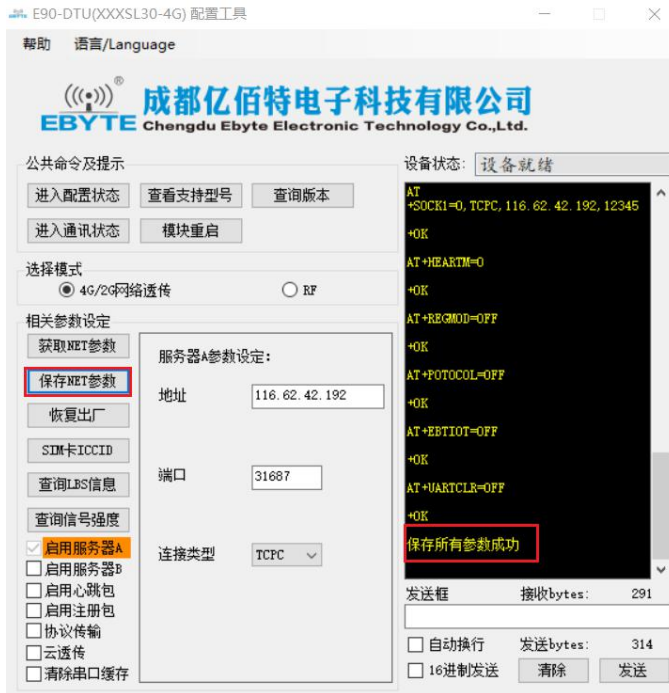 E90-DTU(XXXSL30-4G) 配置工具
帮助 语言/Language
EBYTE ®
成都亿佰特电子科技有限公司
Chengdu Ebyte Electronic Technology Co.,Ltd.
公共命令及提示
进入配置状态 查看支持型号 查询版本
进入通讯状态 模块重启
选择模式
4G/2G网络透传 RF
相关参数设定
获取NET参数
保存NET参数
恢复出厂
SIM卡ICCID
查询LBS信息
查询信号强度
启用服务器A
启用服务器B
启用心跳包
启用注册包
协议传输
云透传
清除串口缓存
服务器A参数设定:
地址 116.62.42.192
端口 31687
连接类型 TCPC
设备状态: 设备就绪
AT
+SOCK1=0,TCPC,116.62.42.192,12345
+OK
AT+HEARTM=0
+OK
AT+REGMOD=OFF
+OK
AT+POTOCOL=OFF
+OK
AT+EBTIOT=OFF
+OK
AT+UARTCLR=OFF
+OK
保存所有参数成功
发送框 接收bytes: 291
自动换行 发送bytes: 314
16进制发送 清除 发送